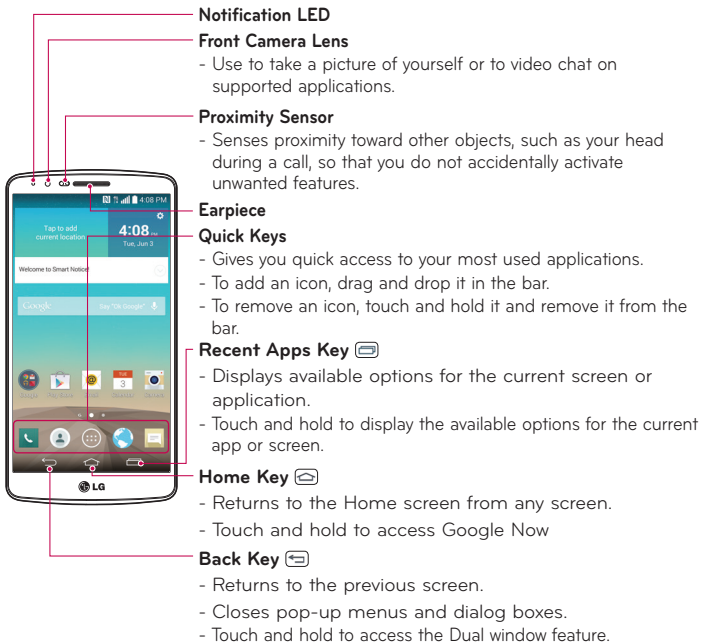 Notification LED
Front Camera Lens
- Use to take a picture of yourself or to video chat on
supported applications.
Proximity Sensor
- Senses proximity toward other objects, such as your head
during a call, so that you do not accidentally activate
unwanted features.
Earpiece
Quick Keys
- Gives you quick access to your most used applications.
- To add an icon, drag and drop it in the bar.
- To remove an icon, touch and hold it and remove it from the
bar.
Recent Apps Key
- Displays available options for the current screen or
application.
- Touch and hold to display the available options for the current
app or screen.
Home Key
- Returns to the Home screen from any screen.
- Touch and hold to access Google Now
Back Key
- Returns to the previous screen.
- Closes pop-up menus and dialog boxes.
- Touch and hold to access the Dual window feature.
4:08 PM
Tap to add
current location
4:08 PM
Tue, Jun 3
Welcome to Smart Notice!
Google
Say "Ok Google"
TUE
3
Google
LG